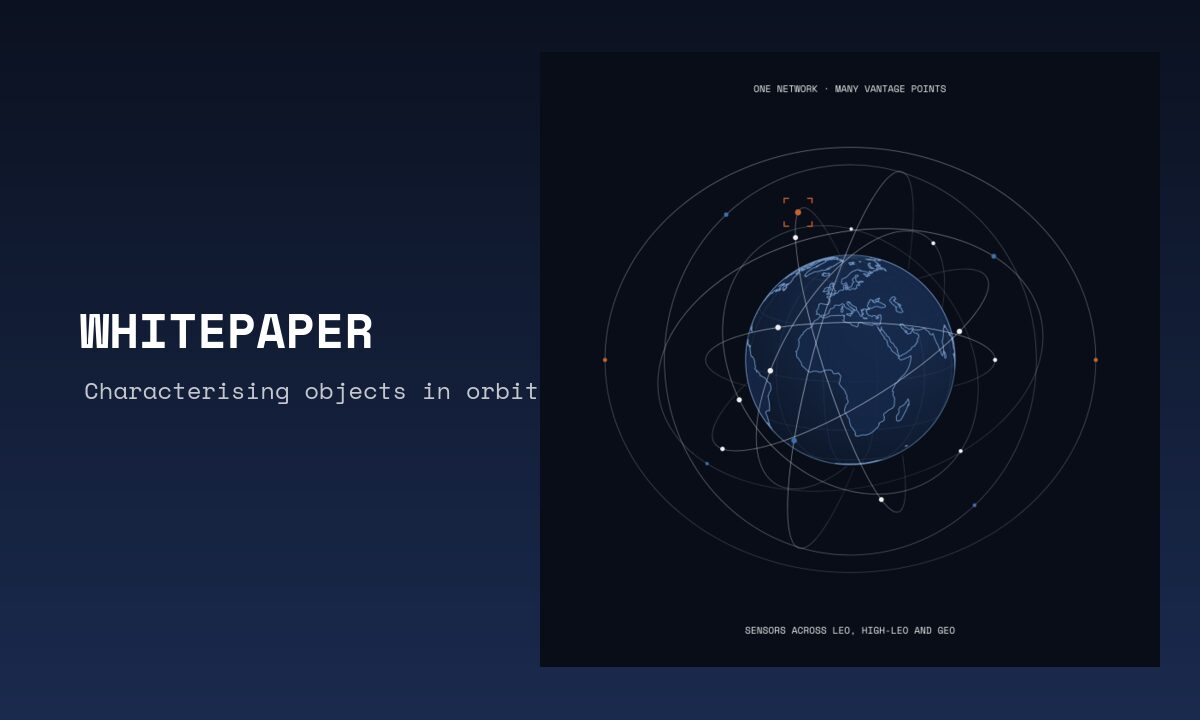 ONE NETWORK · MANY VANTAGE POINTS
WHITEPAPER
Characterising objects in orbit
SENSORS ACROSS LEO, HIGH-LEO AND GEO